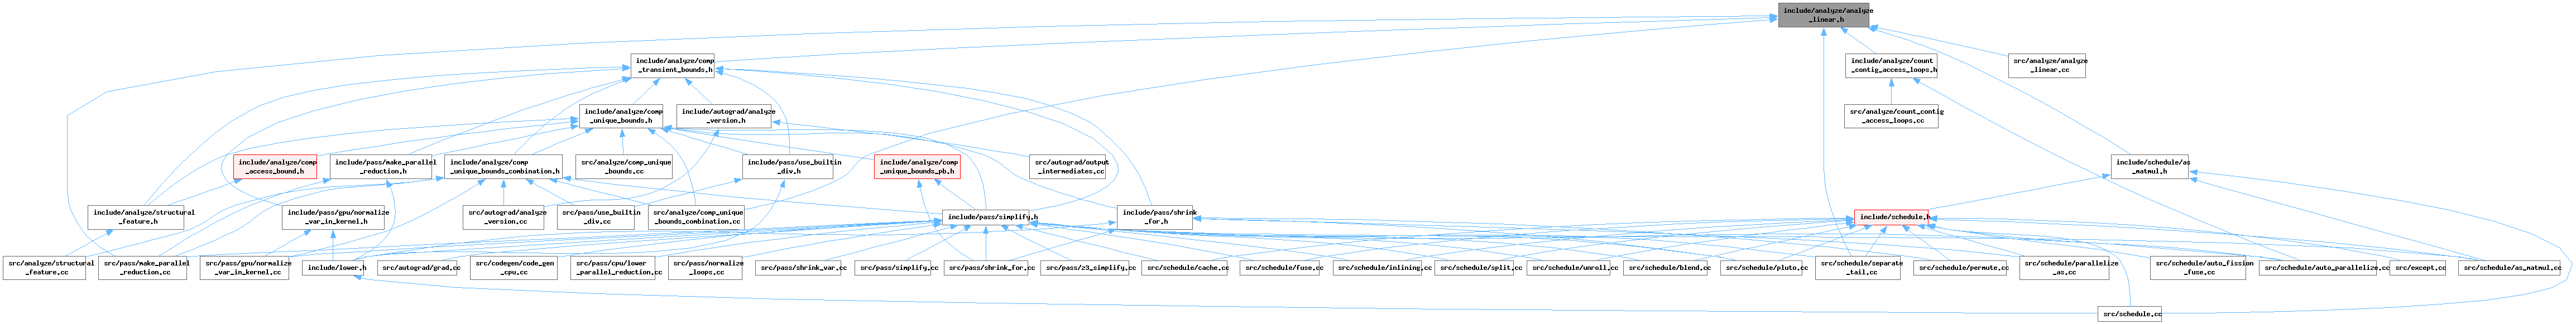 include/analyze/analyze
_linear.h
include/analyze/comp
_transient_bounds.h
include/analyze/count
_contig_access_loops.h
src/analyze/analyze
_linear.cc
include/analyze/comp
_unique_bounds.h
include/autograd/analyze
_version.h
src/analyze/count_contig
_access_loops.cc
include/analyze/comp
_access_bound.h
include/pass/make_parallel
_reduction.h
include/analyze/comp
_unique_bounds_combination.h
src/analyze/comp_unique
_bounds.cc
include/pass/use_builtin
_div.h
include/analyze/comp
_unique_bounds_pb.h
src/autograd/output
_intermediates.cc
include/schedule/as
_matmul.h
include/analyze/structural
_feature.h
include/pass/gpu/normalize
_var_in_kernel.h
src/autograd/analyze
_version.cc
src/pass/use_builtin
_div.cc
src/analyze/comp_unique
_bounds_combination.cc
include/pass/simplify.h
include/pass/shrink
_for.h
include/schedule.h
src/analyze/structural
_feature.cc
src/pass/make_parallel
_reduction.cc
src/pass/gpu/normalize
_var_in_kernel.cc
include/lower.h
src/autograd/grad.cc
src/codegen/code_gen
_cpu.cc
src/pass/cpu/lower
_parallel_reduction.cc
src/pass/normalize
_loops.cc
src/pass/shrink_var.cc
src/pass/simplify.cc
src/pass/shrink_for.cc
src/pass/z3_simplify.cc
src/schedule/cache.cc
src/schedule/fuse.cc
src/schedule/inlining.cc
src/schedule/split.cc
src/schedule/unroll.cc
src/schedule/blend.cc
src/schedule/pluto.cc
src/schedule/separate
_tail.cc
src/schedule/permute.cc
src/schedule/parallelize
_as.cc
src/schedule/auto_fission
_fuse.cc
src/schedule/auto_parallelize.cc
src/except.cc
src/schedule/as_matmul.cc
src/schedule.cc